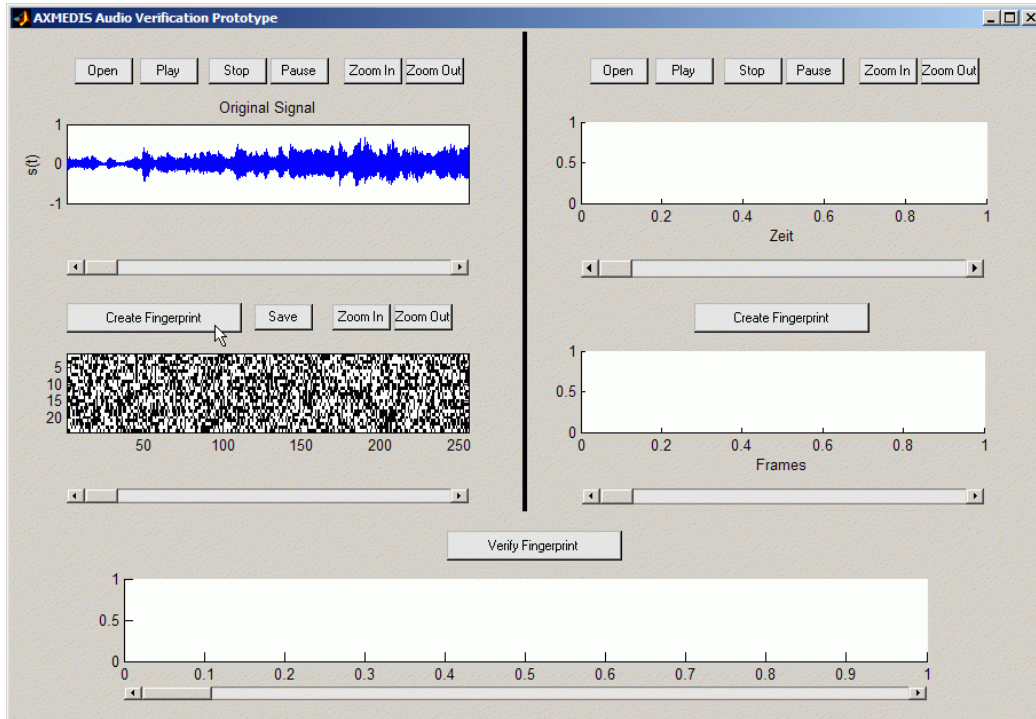 AXMEDIS Audio Verification Prototype
Open Play Stop Pause Zoom In Zoom Out
Original Signal
1
0
-1
s(t)
Create Fingerprint Save Zoom In Zoom Out
5
10
15
20
50 100 150 200 250
Open Play Stop Pause Zoom In Zoom Out
1
0.5
0
0 0.2 0.4 0.6 0.8 1
Zeit
Create Fingerprint
1
0.5
0
0 0.2 0.4 0.6 0.8 1
Frames
Verify Fingerprint
1
0.5
0
0 0.1 0.2 0.3 0.4 0.5 0.6 0.7 0.8 0.9 1